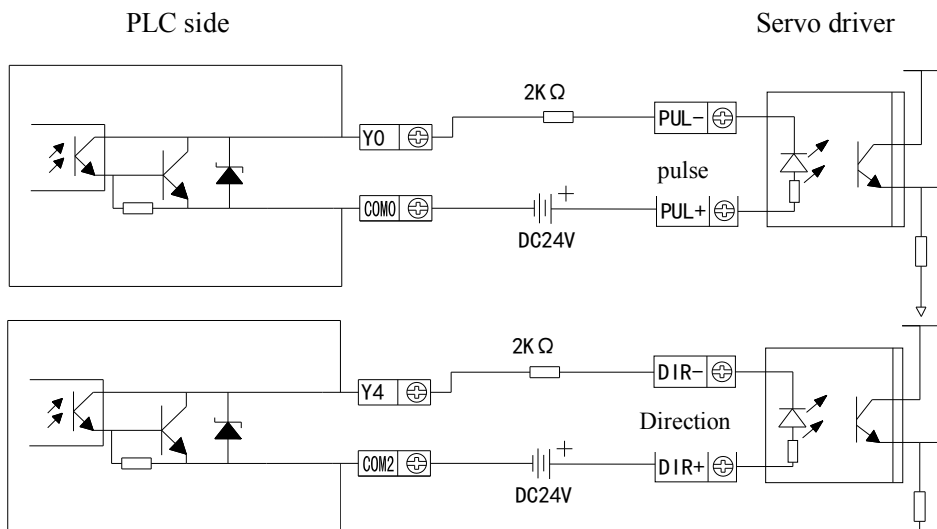 PLC side
Servo driver
2KΩ
Y0
PUL-
pulse
COM0
DC24V
+
PUL+
2KΩ
Y4
DIR-
Direction
COM2
DC24V
+
DIR+